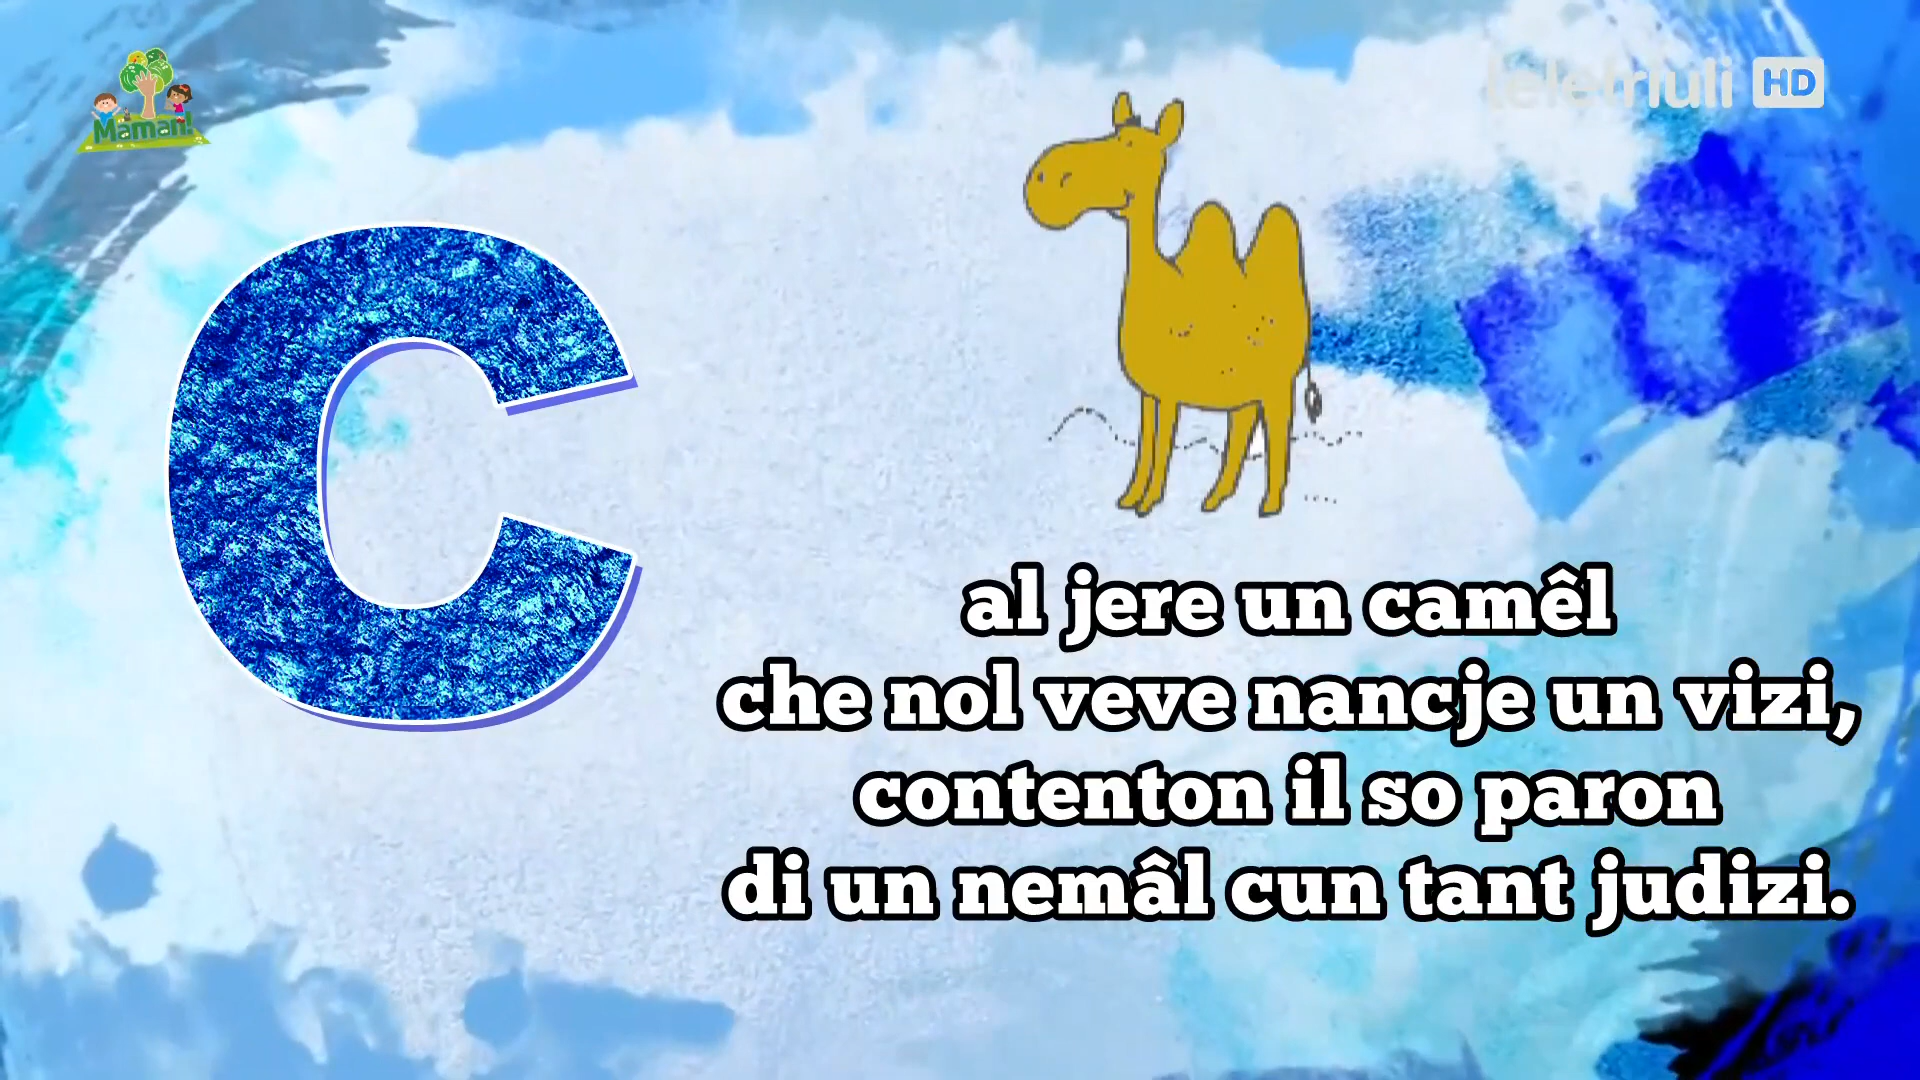 Maman!
telefriuli HD
C
al jere un camêl
che nol veve nancje un vizi,
contenton il so paron
di un nemâl cun tant judizi.